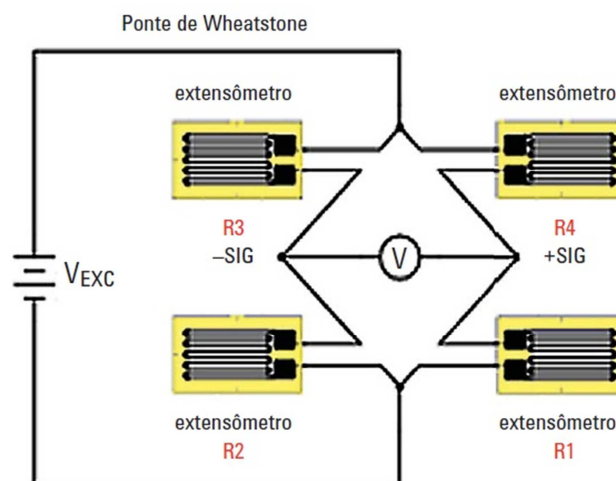 Ponte de Wheatstone
extensômetro
extensômetro
R3
R4
–SIG
+SIG
V
VEXC
extensômetro
extensômetro
R2
R1